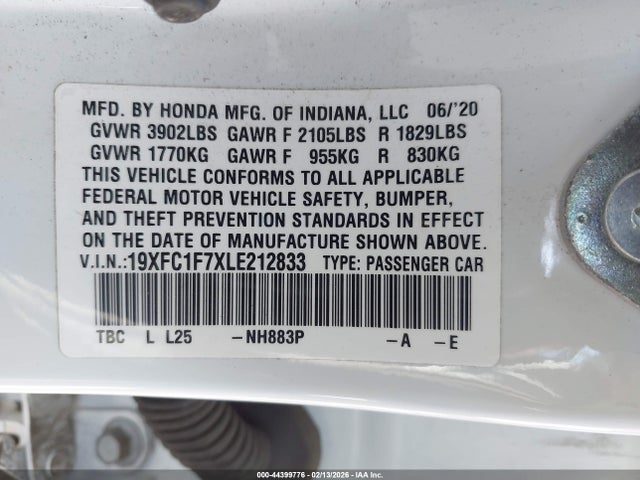 MFD. BY HONDA MFG. OF INDIANA, LLC 06/'20
GVWR 3902LBS GAWR F 2105LBS R 1829LBS
GVWR 1770KG GAWR F 955KG R 830KG
THIS VEHICLE CONFORMS TO ALL APPLICABLE
FEDERAL MOTOR VEHICLE SAFETY, BUMPER,
AND THEFT PREVENTION STANDARDS IN EFFECT
ON THE DATE OF MANUFACTURE SHOWN ABOVE.
V.I.N.:19XFC1F7XLE212833 TYPE: PASSENGER CAR
TBC L L25 -NH883P -A -E
000-44399776 - 02/13/2026 - Copyright © IAA, Inc.